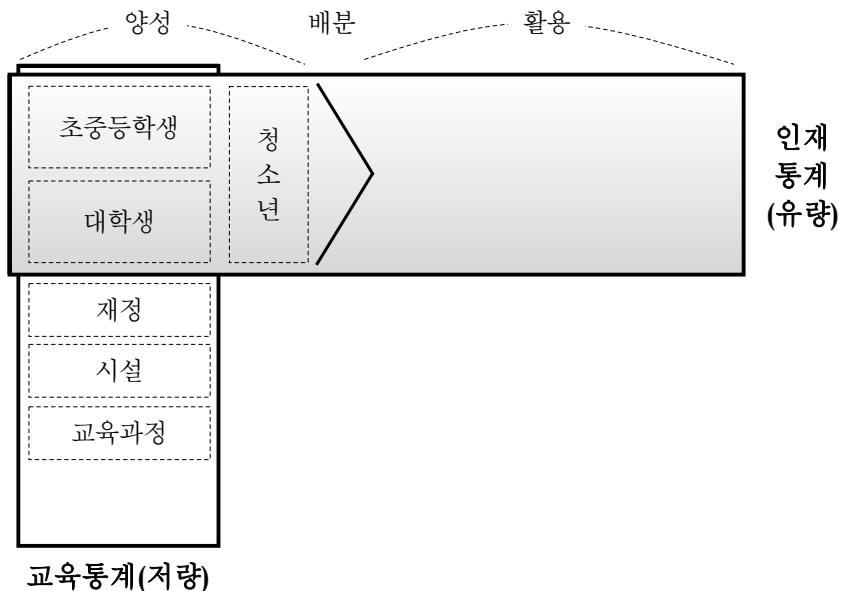 양성 배분 활용
초중등학생
대학생
청
소
년
인재
통계
(유량)
재정
시설
교육과정
교육통계(저량)